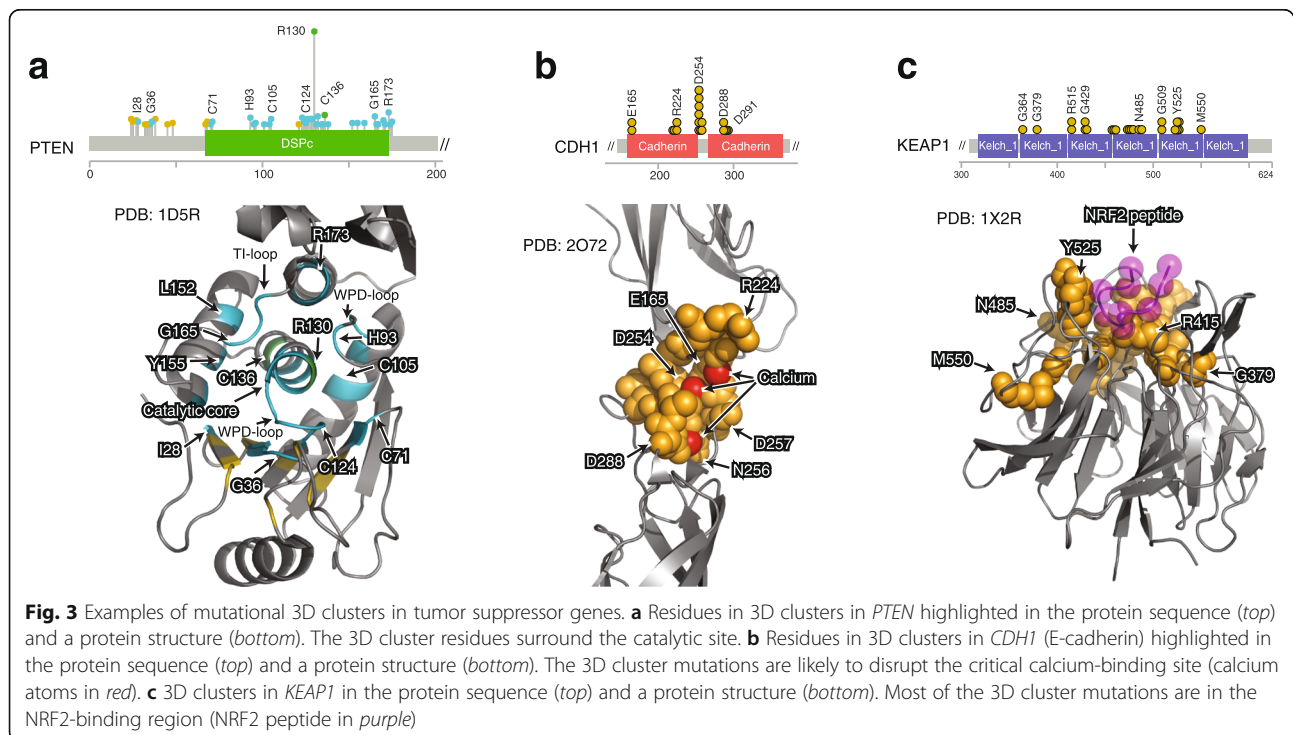 a
R130
I28
G36
C71
H93
C105
C124
C136
G165
R173
PTEN
DSPc
//
0
100
200
PDB: 1D5R
R173
TI-loop
L152
WPD-loop
G165
R130
H93
Y155
C136
C105
Catalytic core
WPD-loop
I28
C124
C71
G36
b
E165
R224
D254
D288
D291
//
CDH1
Cadherin
Cadherin
//
200
300
PDB: 2O72
R224
E165
D254
Calcium
D257
D288
N256
c
G364
G379
R515
G429
N485
G509
Y525
M550
//
KEAP1
Kelch_1
Kelch_1
Kelch_1
Kelch_1
Kelch_1
Kelch_1
300
400
500
624
PDB: 1X2R
NRF2 peptide
Y525
N485
R415
M550
G379
Fig. 3 Examples of mutational 3D clusters in tumor suppressor genes. a Residues in 3D clusters in PTEN highlighted in the protein sequence (top)
and a protein structure (bottom). The 3D cluster residues surround the catalytic site. b Residues in 3D clusters in CDH1 (E-cadherin) highlighted in
the protein sequence (top) and a protein structure (bottom). The 3D cluster mutations are likely to disrupt the critical calcium-binding site (calcium
atoms in red). c 3D clusters in KEAP1 in the protein sequence (top) and a protein structure (bottom). Most of the 3D cluster mutations are in the
NRF2-binding region (NRF2 peptide in purple)